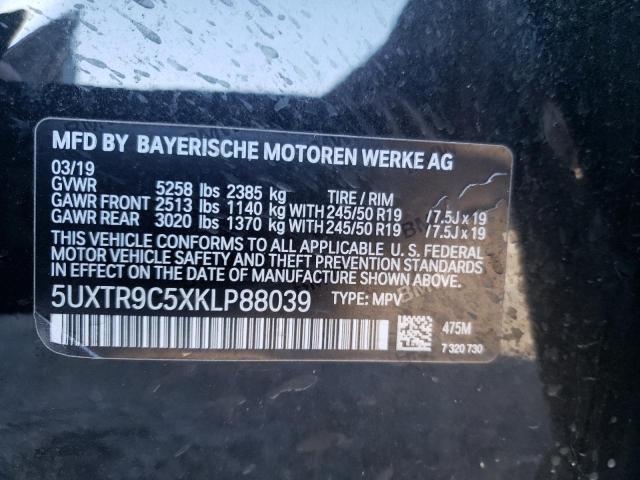 MFD BY BAYERISCHE MOTOREN WERKE AG
03/19
GVWR 5258 lbs 2385 kg TIRE / RIM
GAWR FRONT 2513 lbs 1140 kg WITH 245/50 R19 /7.5J x 19
GAWR REAR 3020 lbs 1370 kg WITH 245/50 R19 /7.5J x 19
THIS VEHICLE CONFORMS TO ALL APPLICABLE U. S. FEDERAL
MOTOR VEHICLE SAFETY AND THEFT PREVENTION STANDARDS
IN EFFECT ON THE DATE OF MANUFACTURE SHOWN ABOVE.
5UXTR9C5XKLP88039 TYPE: MPV
475M
7 320 730